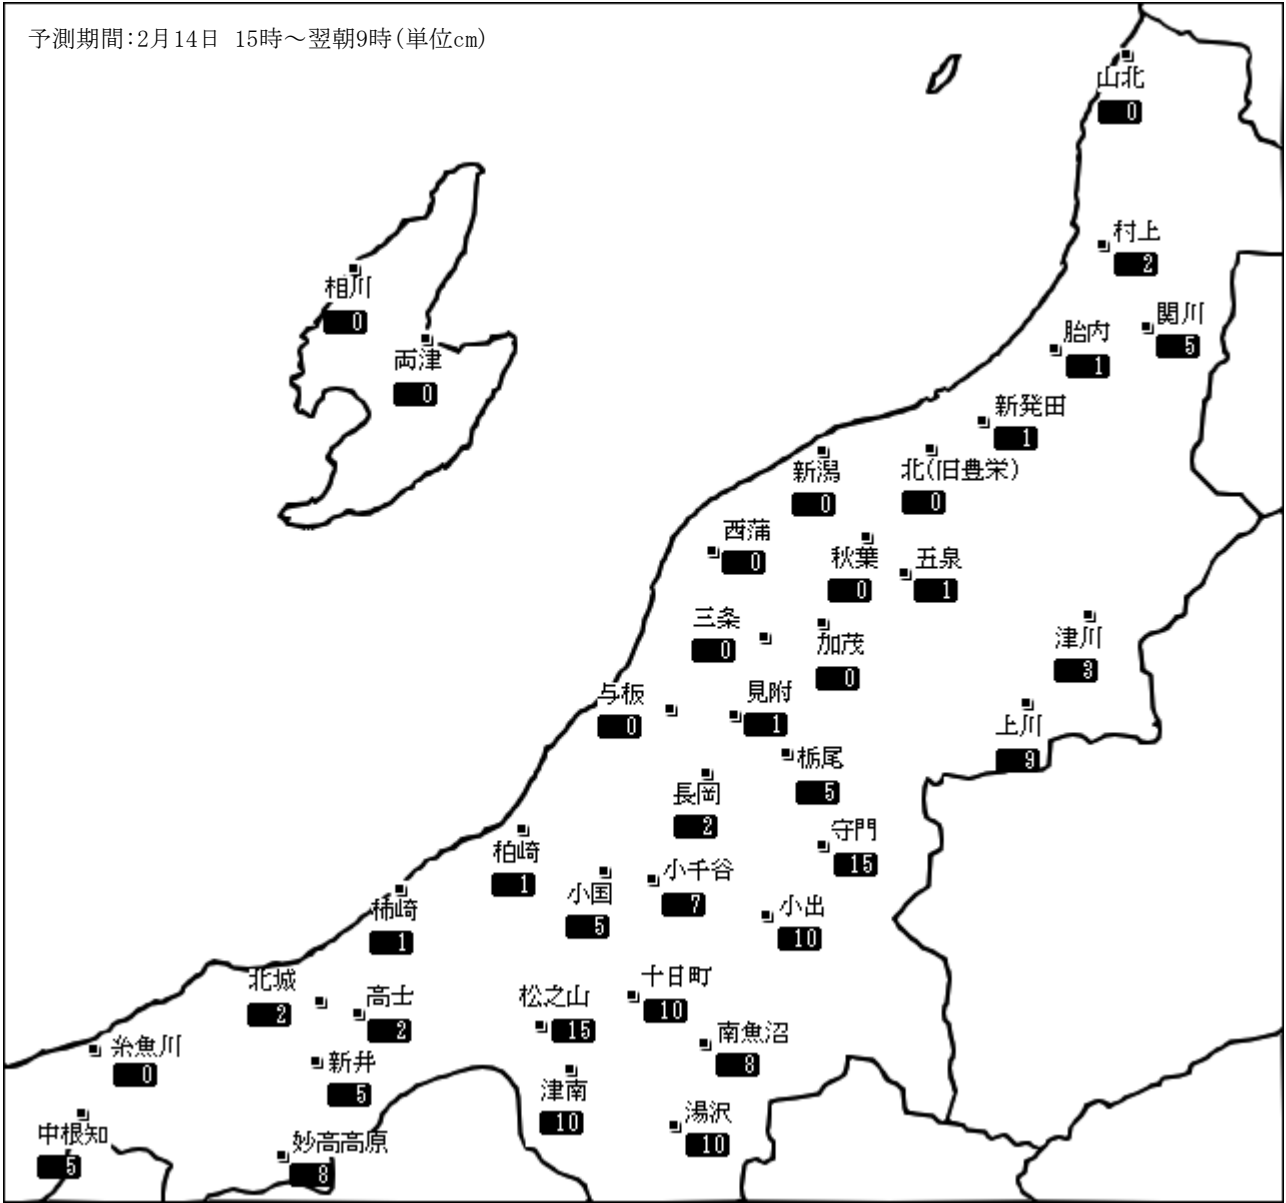 予測期間:2月14日 15時～翌朝9時(単位cm)
山北
0
村上
2
相川
0
関川
5
胎内
1
両津
0
新発田
1
新潟
0
北(旧豊栄)
0
西蒲
0
秋葉
0
五泉
1
三条
0
加茂
0
津川
3
与板
0
見附
1
上川
9
栃尾
5
長岡
2
守門
15
柏崎
1
小国
5
小千谷
7
柿崎
1
小出
10
北城
2
高士
2
松之山
15
十日町
10
南魚沼
8
糸魚川
0
新井
5
津南
10
湯沢
10
中根知
5
妙高高原
8